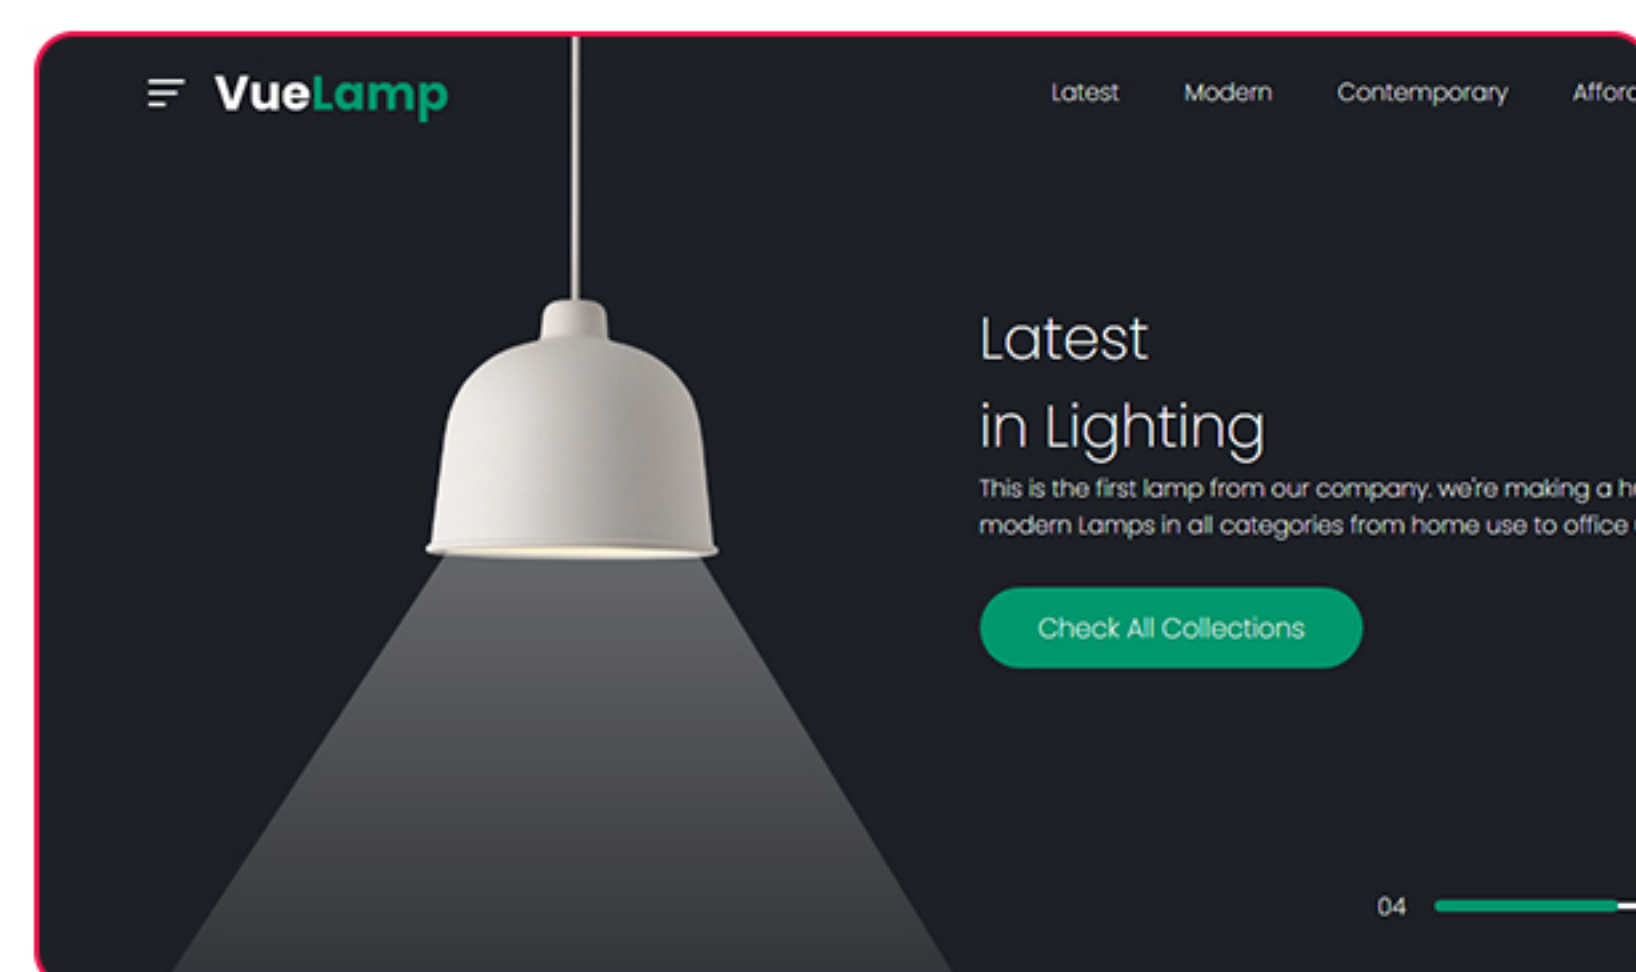 VueLamp
Latest Modern Contemporary
Latest
in Lighting
This is the first lamp from our company. we're making a
modern Lamps in all categories from home use to office
Check All Collections
04